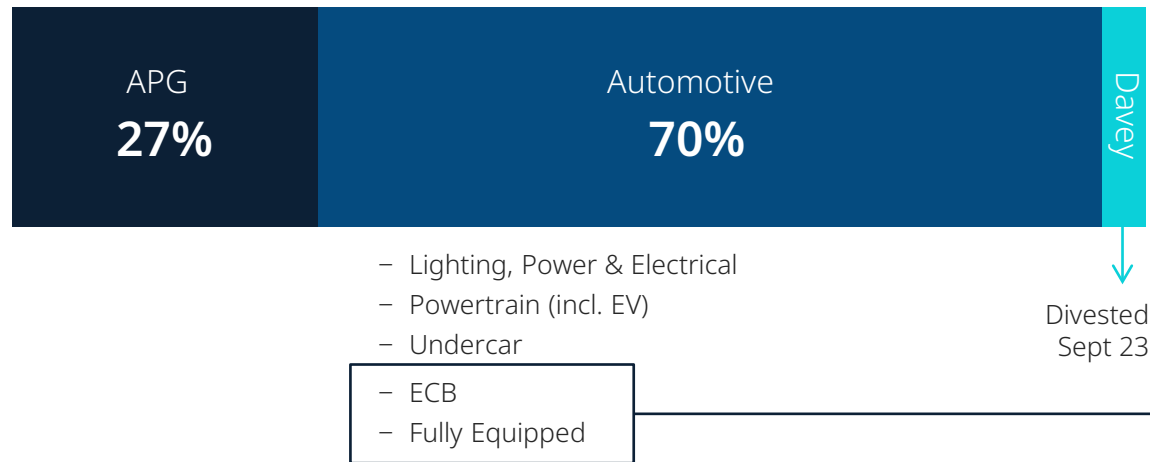 APG
27%
Automotive
70%
Davey
– Lighting, Power & Electrical
– Powertrain (incl. EV)
– Undercar
– ECB
– Fully Equipped
Divested
Sept 23